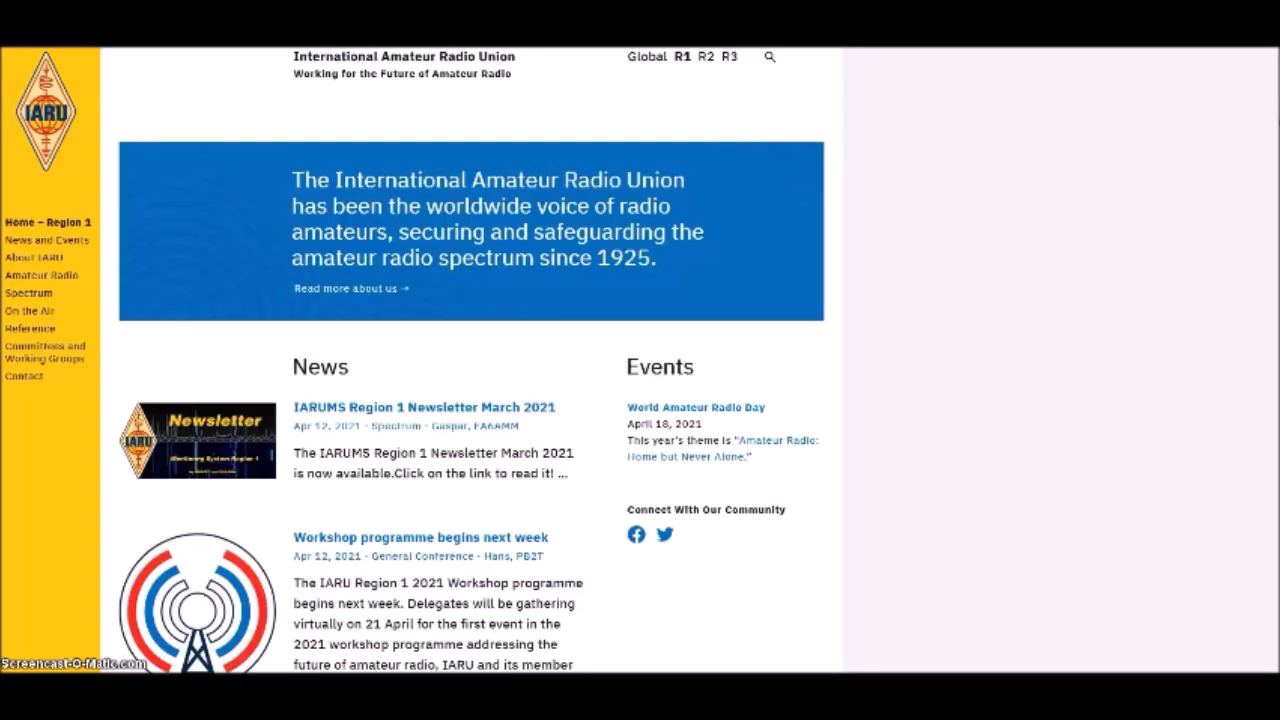 International Amateur Radio Union
Working for the Future of Amateur Radio
Global R1 R2 R3
IARU
Home – Region 1
News and Events
About IARU
Amateur Radio
Spectrum
On the Air
Reference
Committees and
Working Groups
Contact
The International Amateur Radio Union
has been the worldwide voice of radio
amateurs, securing and safeguarding the
amateur radio spectrum since 1925.
Read more about us →
News
IARU
Newsletter
Monitoring System Region 1
IARUMS Region 1 Newsletter March 2021
Apr 12, 2021 - Spectrum - Gaspar, EA6AMM
The IARUMS Region 1 Newsletter March 2021
is now available.Click on the link to read it! ...
Workshop programme begins next week
Apr 12, 2021 - General Conference - Hans, PB2T
The IARU Region 1 2021 Workshop programme
begins next week. Delegates will be gathering
virtually on 21 April for the first event in the
2021 workshop programme addressing the
future of amateur radio, IARU and its member
Events
World Amateur Radio Day
April 18, 2021
This year's theme is "Amateur Radio:
Home but Never Alone."
Connect With Our Community
Screencast-O-Matic.com